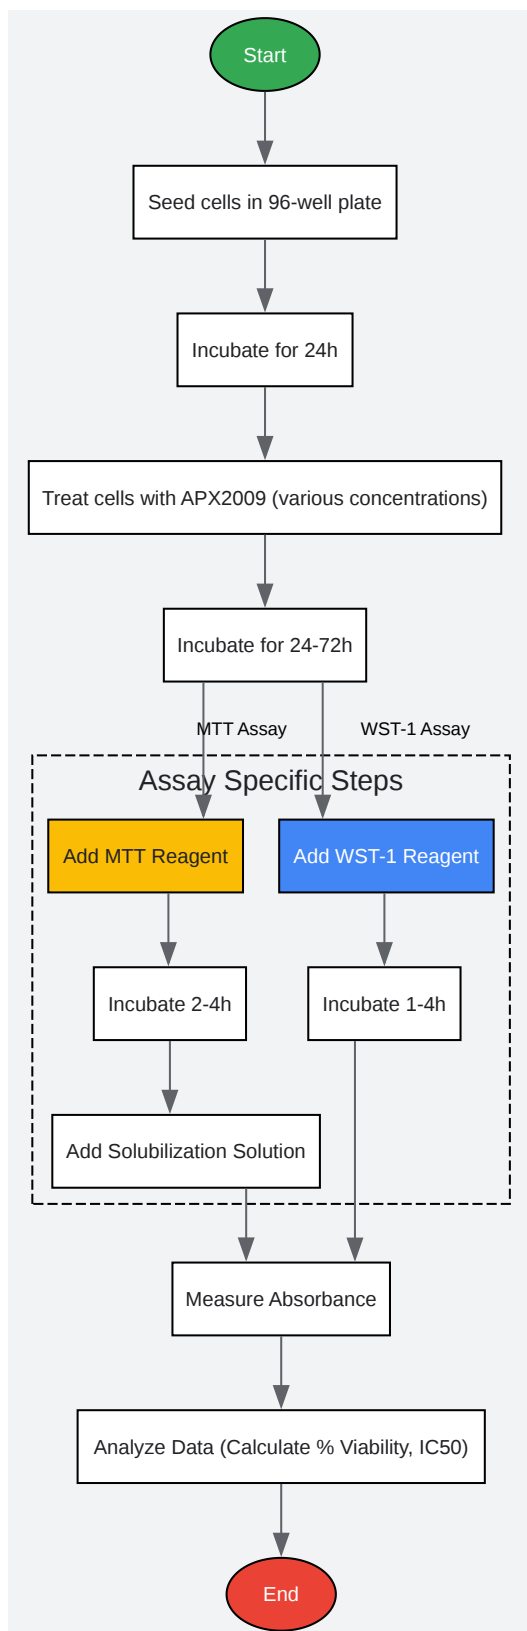 Start
Seed cells in 96-well plate
Incubate for 24h
Treat cells with APX2009 (various concentrations)
Incubate for 24-72h
MTT Assay
WST-1 Assay
Assay Specific Steps
Add MTT Reagent
Add WST-1 Reagent
Incubate 2-4h
Incubate 1-4h
Add Solubilization Solution
Measure Absorbance
Analyze Data (Calculate % Viability, IC50)
End